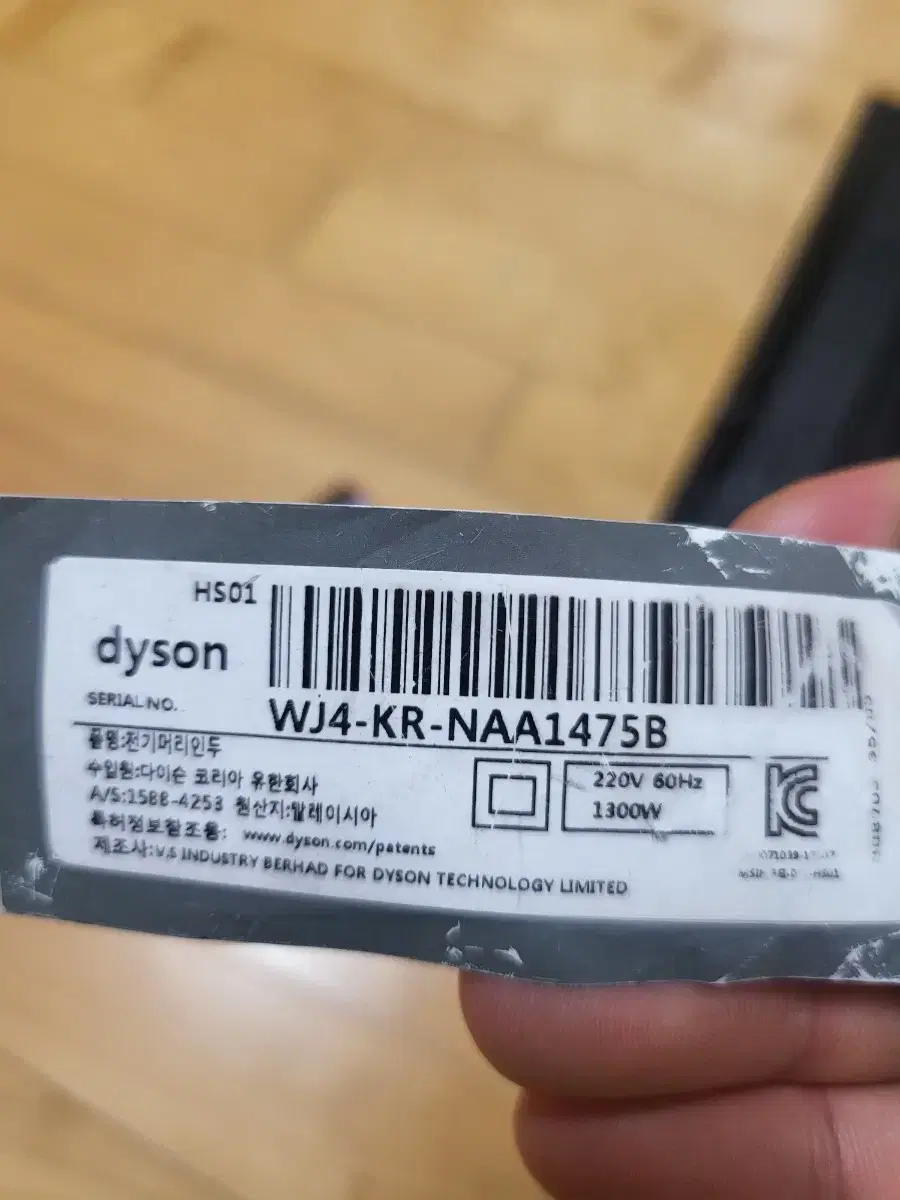 HS01
dyson
SERIAL NO.
WJ4-KR-NAA1475B
품명:전기머리인두
수입원:다이슨 코리아 유한회사
A/S:1588-4253 원산지:말레이시아
특허정보참조용: www.dyson.com/patents
제조사:V.S INDUSTRY BERHAD FOR DYSON TECHNOLOGY LIMITED
220V 60Hz
1300W